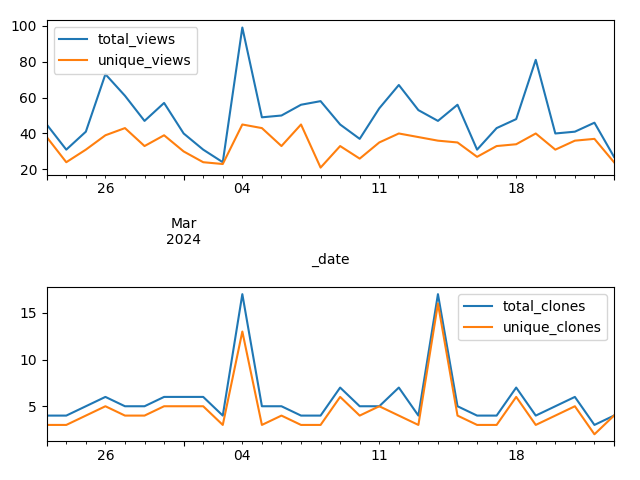 100
80
60
40
20
total_views
unique_views
26
04
11
18
Mar
2024
_date
15
10
5
total_clones
unique_clones
26
04
11
18